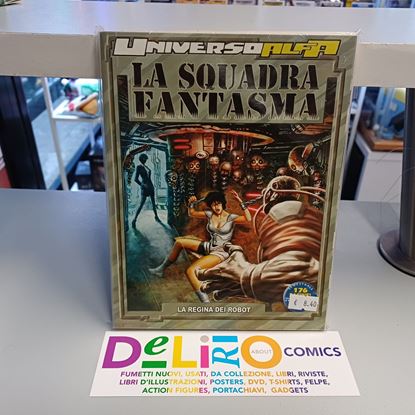 UNIVERSO ALFA
LA SQUADRA
FANTASMA
176
€ 8.40
LA REGINA DEI ROBOT
DeLiRiO ABOUT COMICS
FUMETTI NUOVI, USATI, DA COLLEZIONE, LIBRI, RIVISTE,
LIBRI D'ILLUSTRAZIONI, POSTERS, DVD, T-SHIRTS, FELPE,
ACTION FIGURES, PORTACHIAVI, GADGETS